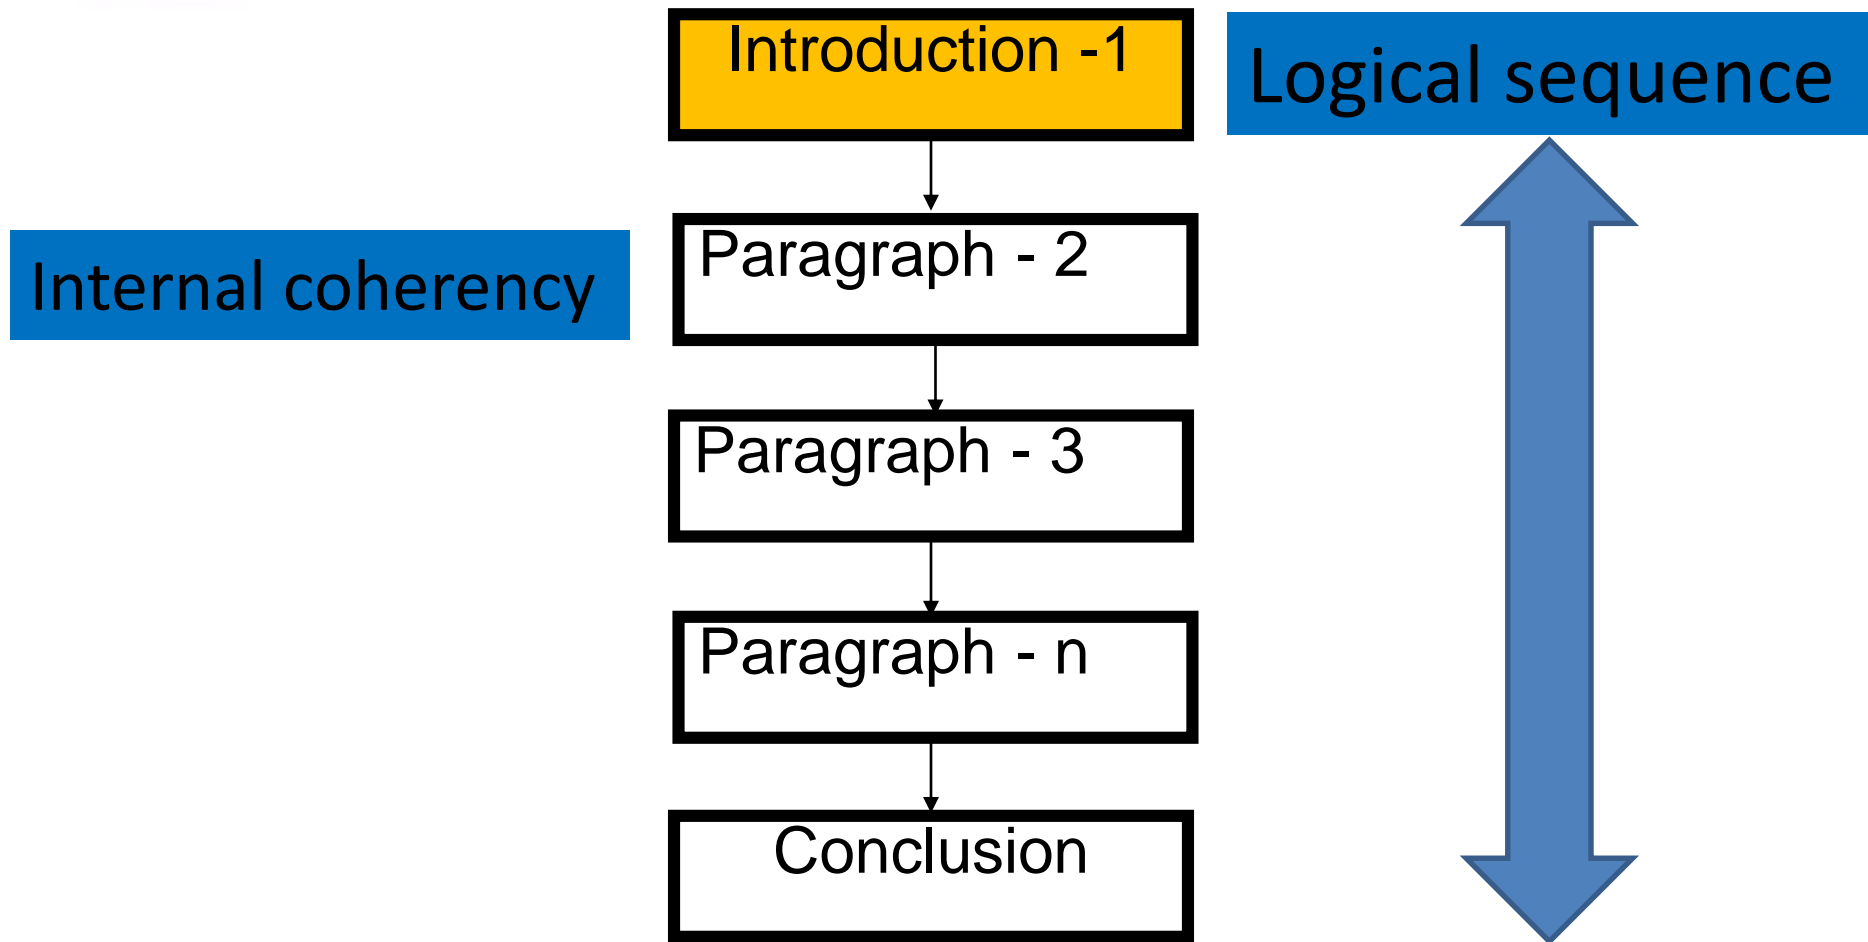 Introduction -1
Logical sequence
Internal coherency
Paragraph - 2
Paragraph - 3
Paragraph - n
Conclusion